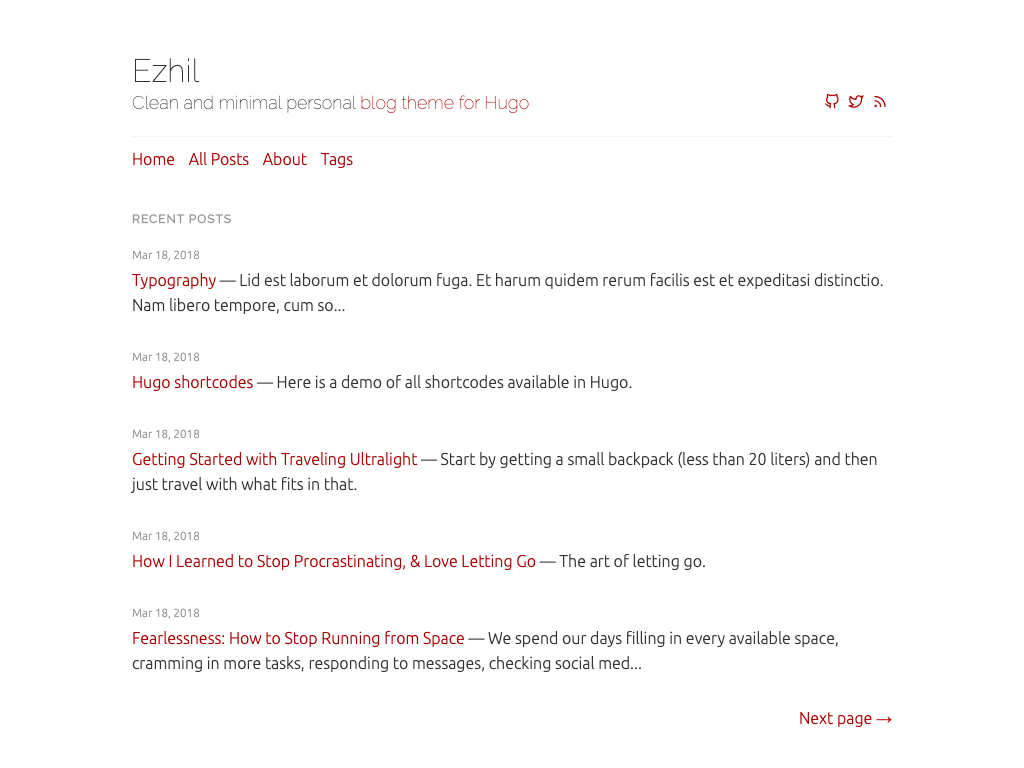 Ezhil
Clean and minimal personal blog theme for Hugo
Home All Posts About Tags
RECENT POSTS
Mar 18, 2018
Typography — Lid est laborum et dolorum fuga. Et harum quidem rerum facilis est et expeditasi distinctio.
Nam libero tempore, cum so...
Mar 18, 2018
Hugo shortcodes — Here is a demo of all shortcodes available in Hugo.
Mar 18, 2018
Getting Started with Traveling Ultralight — Start by getting a small backpack (less than 20 liters) and then
just travel with what fits in that.
Mar 18, 2018
How I Learned to Stop Procrastinating, & Love Letting Go — The art of letting go.
Mar 18, 2018
Fearlessness: How to Stop Running from Space — We spend our days filling in every available space,
cramming in more tasks, responding to messages, checking social med...
Next page →